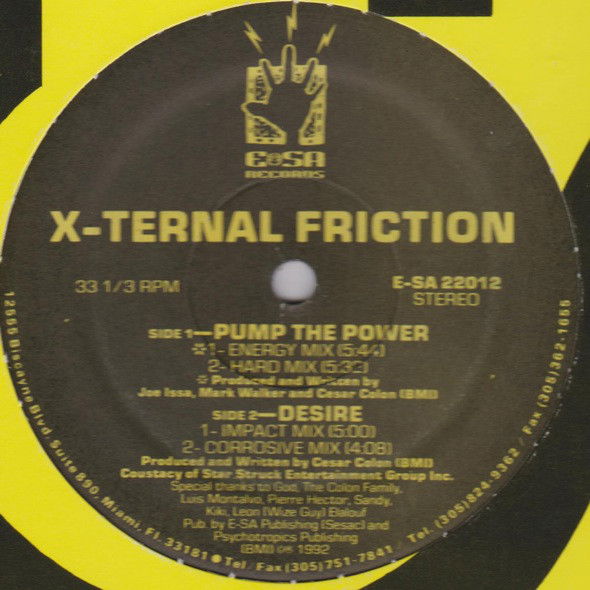 E-SA
RECORDS
X-TERNAL FRICTION
33 1/3 RPM
E-SA 22012
STEREO
SIDE 1—PUMP THE POWER
*1- ENERGY MIX (5:44)
2- HARD MIX (5:33)
* Produced and Written by
Joe Issa, Mark Walker and Cesar Colon (BMI)
SIDE 2—DESIRE
1- IMPACT MIX (5:00)
2- CORROSIVE MIX (4:08)
Produced and Written by Cesar Colon (BMI)
Coustacy of Star Struck Entertainment Group Inc.
Special thanks to God, The Colon Family,
Luis Montalvo, Pierre Hector, Sandy,
Kiki, Leon (Wize Guy) Elalouf
Pub. by E-SA Publishing (Sesac) and
Psychotropics Publishing
(BMI) ©℗ 1992
12555 Biscayne Blvd. Suite 890, Miami, Fl. 33181 ● Tel / Fax (305) 751-7841 / Tel. (305) 824-9362 / Fax (305) 362-1655